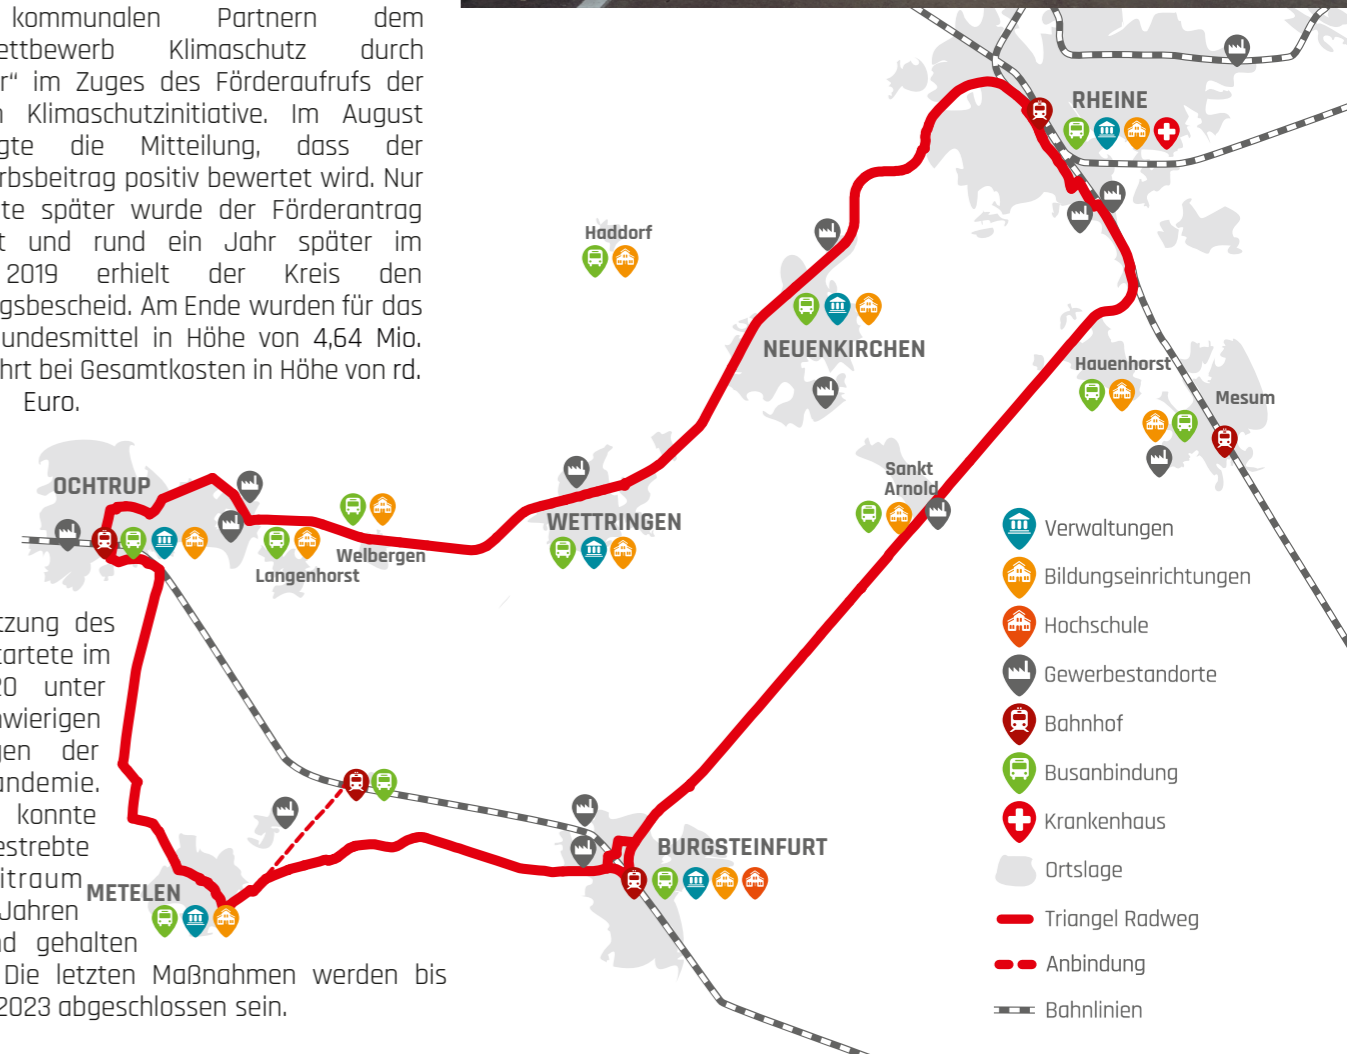 kommunalen Partnern dem
ettbewerb Klimaschutz durch
r“ im Zuges des Förderaufrufs der
n Klimaschutzinitiative. Im August
gte die Mitteilung, dass der
rbsbeitrag positiv bewertet wird. Nur
te später wurde der Förderantrag
t und rund ein Jahr später im
2019 erhielt der Kreis den
gsbescheid. Am Ende wurden für das
undesmittel in Höhe von 4,64 Mio.
hrt bei Gesamtkosten in Höhe von rd.
Euro.
tzung des
tartete im
20 unter
hwierigen
gen der
andemie.
konnte
estrebte
itraum
Jahren
nd gehalten
Die letzten Maßnahmen werden bis
2023 abgeschlossen sein.
RHEINE
Haddorf
NEUENKIRCHEN
Hauenhorst
Mesum
Sankt
Arnold
OCHTRUP
WETTRINGEN
Welbergen
Langenhorst
METELEN
BURGSTEINFURT
Verwaltungen
Bildungseinrichtungen
Hochschule
Gewerbestandorte
Bahnhof
Busanbindung
Krankenhaus
Ortslage
Triangel Radweg
Anbindung
Bahnlinien